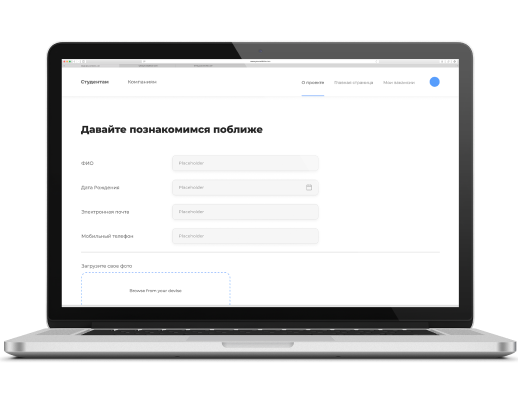 Студентам Компаниям О проекте Главная страница Мои вакансии
Давайте познакомимся поближе
ФИО Placeholder
Дата Рождения Placeholder
Электронная почта Placeholder
Мобильный телефон Placeholder
Загрузите свое фото
Browse from your device